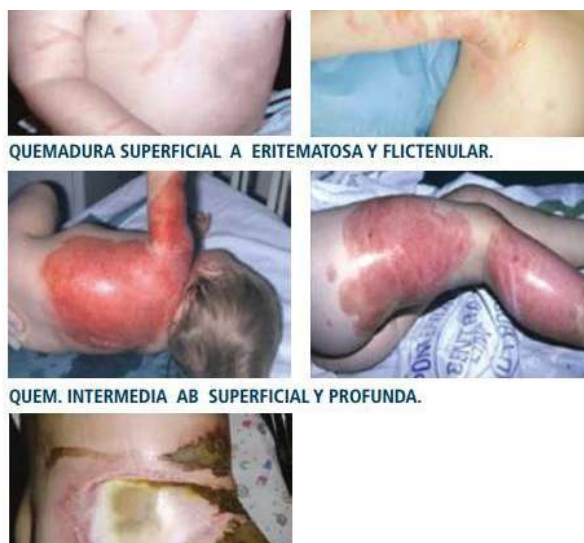 QUEMADURA SUPERFICIAL A ERITEMATOSA Y FLICTENULAR.
QUEM. INTERMEDIA AB SUPERFICIAL Y PROFUNDA.